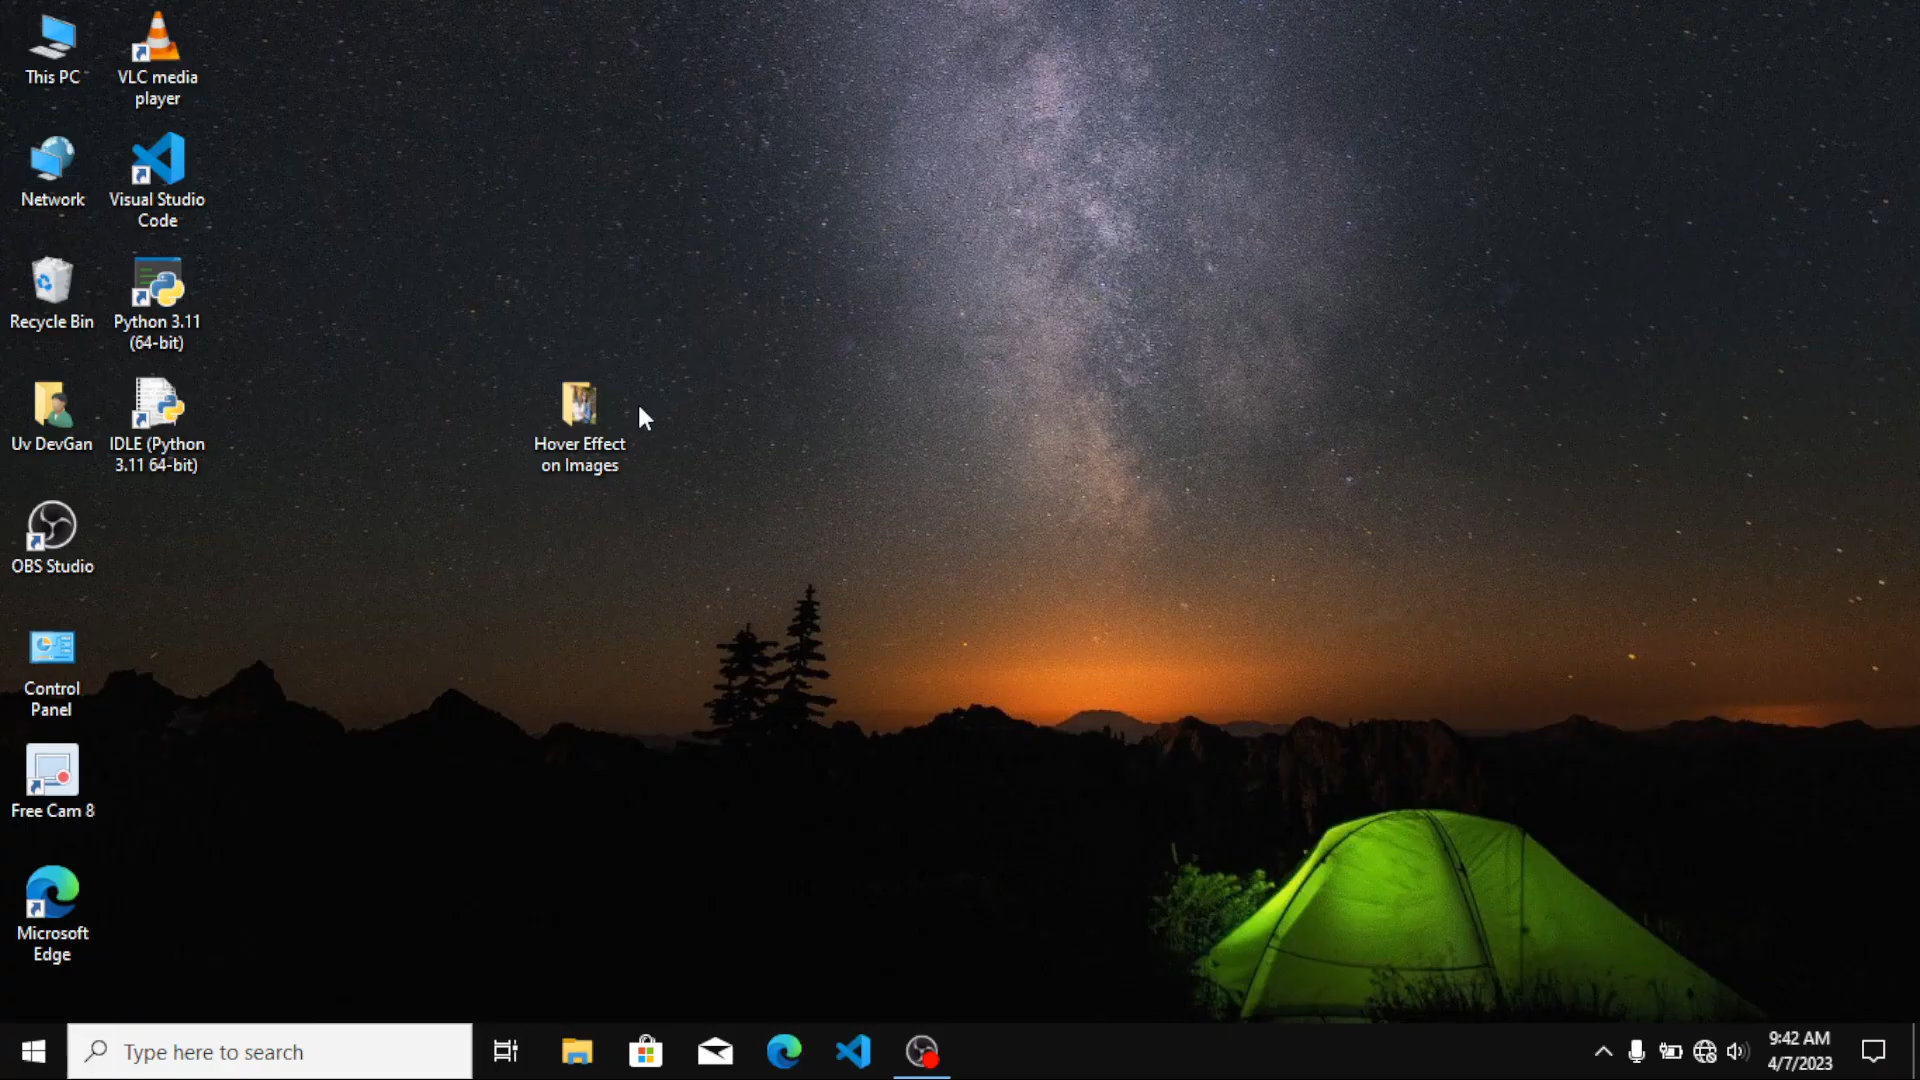 This PC
VLC media
player
Network
Visual Studio
Code
Recycle Bin
Python 3.11
(64-bit)
Uv DevGan
IDLE (Python
3.11 64-bit)
Hover Effect
on Images
OBS Studio
Control
Panel
Free Cam 8
Microsoft
Edge
Type here to search
9:42 AM
4/7/2023